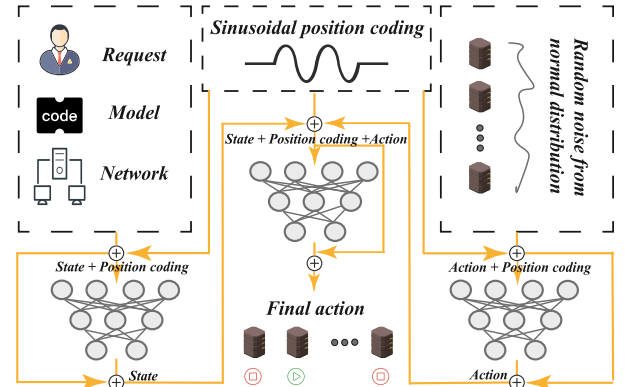 Sinusoidal position coding
Request
code
Model
Network
Random noise from
normal distribution
State + Position coding +Action
State + Position coding
Action + Position coding
Final action
State
Action